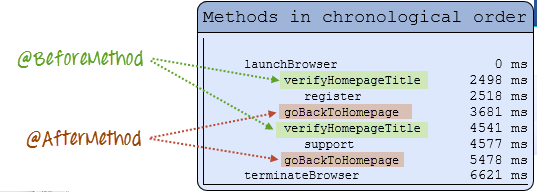 Methods in chronological order
@BeforeMethod
@AfterMethod
launchBrowser 0 ms
verifyHomepageTitle 2498 ms
register 2518 ms
goBackToHomepage 3681 ms
verifyHomepageTitle 4541 ms
support 4577 ms
goBackToHomepage 5478 ms
terminateBrowser 6621 ms